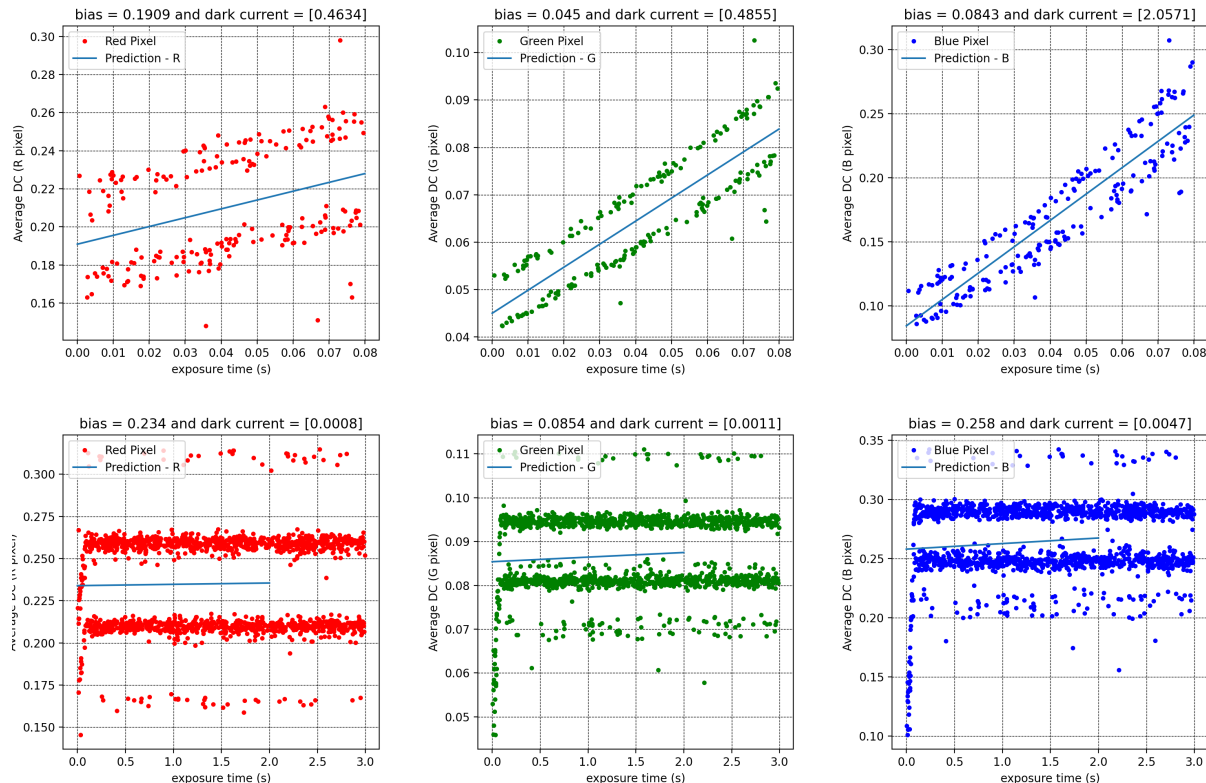 bias = 0.1909 and dark current = [0.4634]
Red Pixel
Prediction - R
0.30
0.28
0.26
0.24
0.22
0.20
0.18
0.16
Average DC (R pixel)
0.00 0.01 0.02 0.03 0.04 0.05 0.06 0.07 0.08
exposure time (s)
bias = 0.045 and dark current = [0.4855]
Green Pixel
Prediction - G
0.10
0.09
0.08
0.07
0.06
0.05
0.04
Average DC (G pixel)
0.00 0.01 0.02 0.03 0.04 0.05 0.06 0.07 0.08
exposure time (s)
bias = 0.0843 and dark current = [2.0571]
Blue Pixel
Prediction - B
0.30
0.25
0.20
0.15
0.10
Average DC (B pixel)
0.00 0.01 0.02 0.03 0.04 0.05 0.06 0.07 0.08
exposure time (s)
bias = 0.234 and dark current = [0.0008]
Red Pixel
Prediction - R
0.300
0.275
0.250
0.225
0.200
0.175
0.150
Average DC (R pixel)
0.0 0.5 1.0 1.5 2.0 2.5 3.0
exposure time (s)
bias = 0.0854 and dark current = [0.0011]
Green Pixel
Prediction - G
0.11
0.10
0.09
0.08
0.07
0.06
0.05
Average DC (G pixel)
0.0 0.5 1.0 1.5 2.0 2.5 3.0
exposure time (s)
bias = 0.258 and dark current = [0.0047]
Blue Pixel
Prediction - B
0.35
0.30
0.25
0.20
0.15
0.10
Average DC (B pixel)
0.0 0.5 1.0 1.5 2.0 2.5 3.0
exposure time (s)